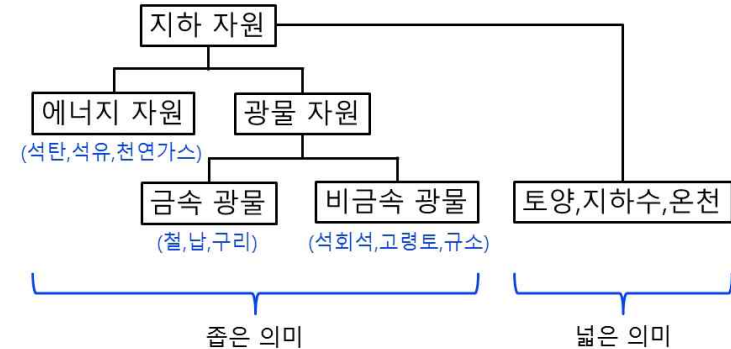 지하 자원
에너지 자원
광물 자원
(석탄,석유,천연가스)
금속 광물
비금속 광물
토양,지하수,온천
(철,납,구리)
(석회석,고령토,규소)
좁은 의미
넓은 의미